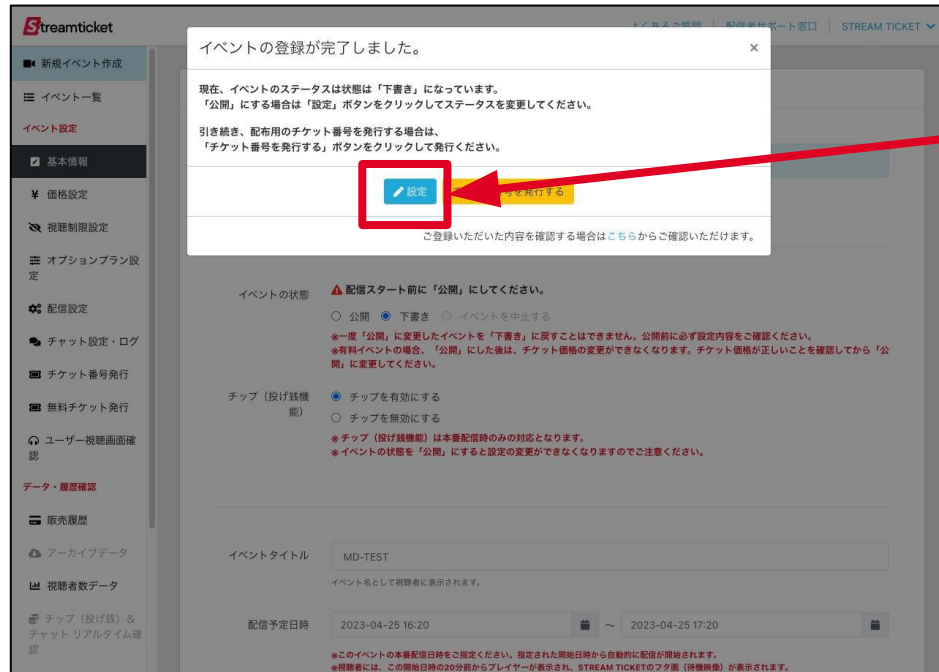 Streamticket
よくあるご質問
配信者サポート窓口
STREAM TICKET
新規イベント作成
イベント一覧
イベント設定
基本情報
価格設定
視聴制限設定
オプションプラン設
定
配信設定
チャット設定・ログ
チケット番号発行
無料チケット発行
ユーザー視聴画面確
認
データ・履歴確認
販売履歴
アーカイブデータ
視聴者数データ
チップ（投げ銭）&
チャット リアルタイム確
認
イベントの登録が完了しました。
×
現在、イベントのステータスは状態は「下書き」になっています。
「公開」にする場合は「設定」ボタンをクリックしてステータスを変更してください。
引き続き、配布用のチケット番号を発行する場合は、
「チケット番号を発行する」ボタンをクリックして発行ください。
設定
号を発行する
ご登録いただいた内容を確認する場合はこちらからご確認いただけます。
イベントの状態
配信スタート前に「公開」にしてください。
公開 下書き イベントを中止する
※一度「公開」に変更したイベントを「下書き」に戻すことはできません。公開前に必ず設定内容をご確認ください。
※有料イベントの場合、「公開」にした後は、チケット価格の変更ができなくなります。チケット価格が正しいことを確認してから「公
開」に変更してください。
チップ（投げ銭機
能）
チップを有効にする
チップを無効にする
※ チップ（投げ銭機能）は本番配信時のみの対応となります。
※ イベントの状態を「公開」にすると設定の変更ができなくなりますのでご注意ください。
イベントタイトル
MD-TEST
イベント名として視聴者に表示されます。
配信予定日時
2023-04-25 16:20 ～ 2023-04-25 17:20
※このイベントの本番配信日時をご指定ください。指定された開始日時から自動的に配信が開始されます。
※視聴者には、この開始日時の20分前からプレイヤーが表示され、STREAM TICKETのフタ画（待機映像）が表示されます。